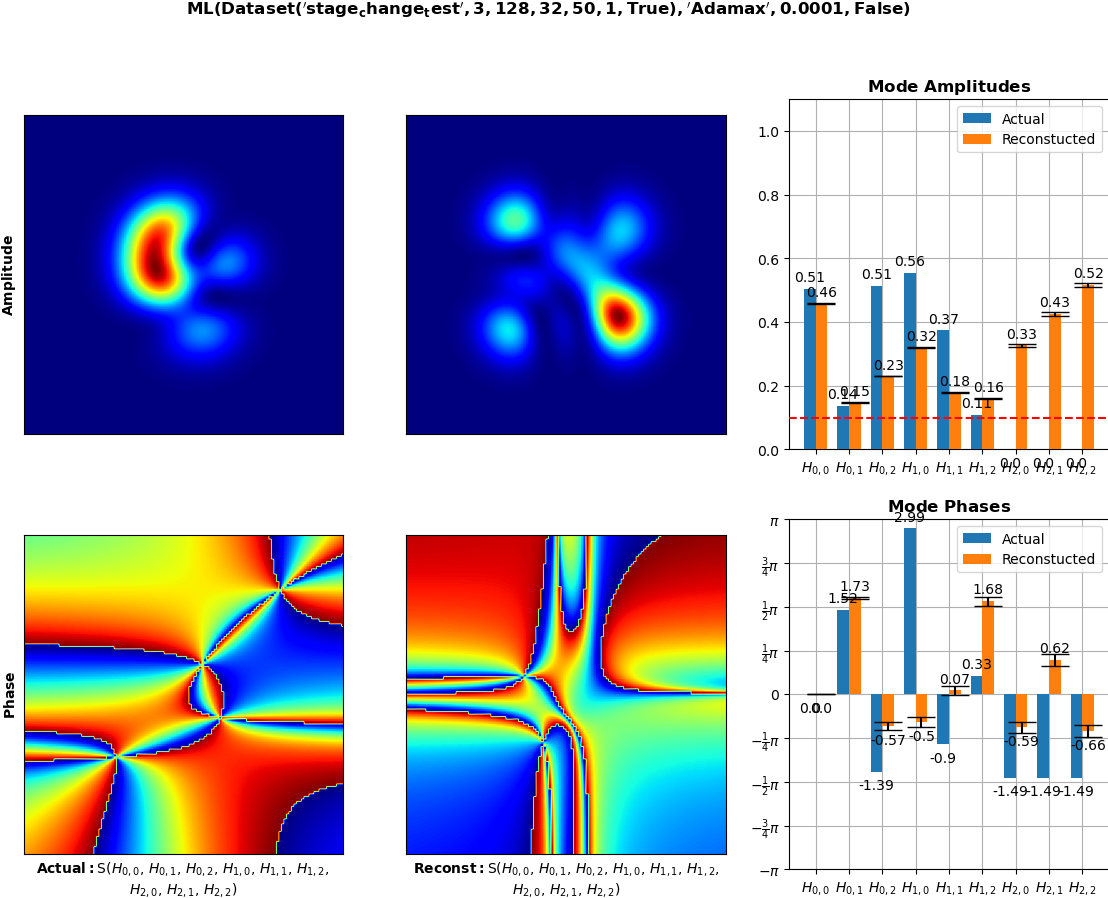 ML(Dataset('stage_change_test', 3, 128, 32, 50, 1, True), 'Adamax', 0.0001, False)
Amplitude
Mode Amplitudes
Actual
Reconstucted
1.0
0.8
0.6
0.4
0.2
0.0
0.51
0.46
0.14
0.15
0.51
0.23
0.56
0.32
0.37
0.18
0.11
0.16
0.0
0.33
0.0
0.43
0.0
0.52
H0,0 H0,1 H0,2 H1,0 H1,1 H1,2 H2,0 H2,1 H2,2
Phase
Mode Phases
Actual
Reconstucted
π
3/4π
1/2π
1/4π
0
−1/4π
−1/2π
−3/4π
−π
0.0
0.0
1.52
1.73
-1.39
-0.57
2.99
-0.5
-0.9
0.07
0.33
1.68
-1.49
-0.59
-1.49
0.62
-1.49
-0.66
H0,0 H0,1 H0,2 H1,0 H1,1 H1,2 H2,0 H2,1 H2,2
Actual: S(H0,0, H0,1, H0,2, H1,0, H1,1, H1,2,
H2,0, H2,1, H2,2)
Reconst: S(H0,0, H0,1, H0,2, H1,0, H1,1, H1,2,
H2,0, H2,1, H2,2)